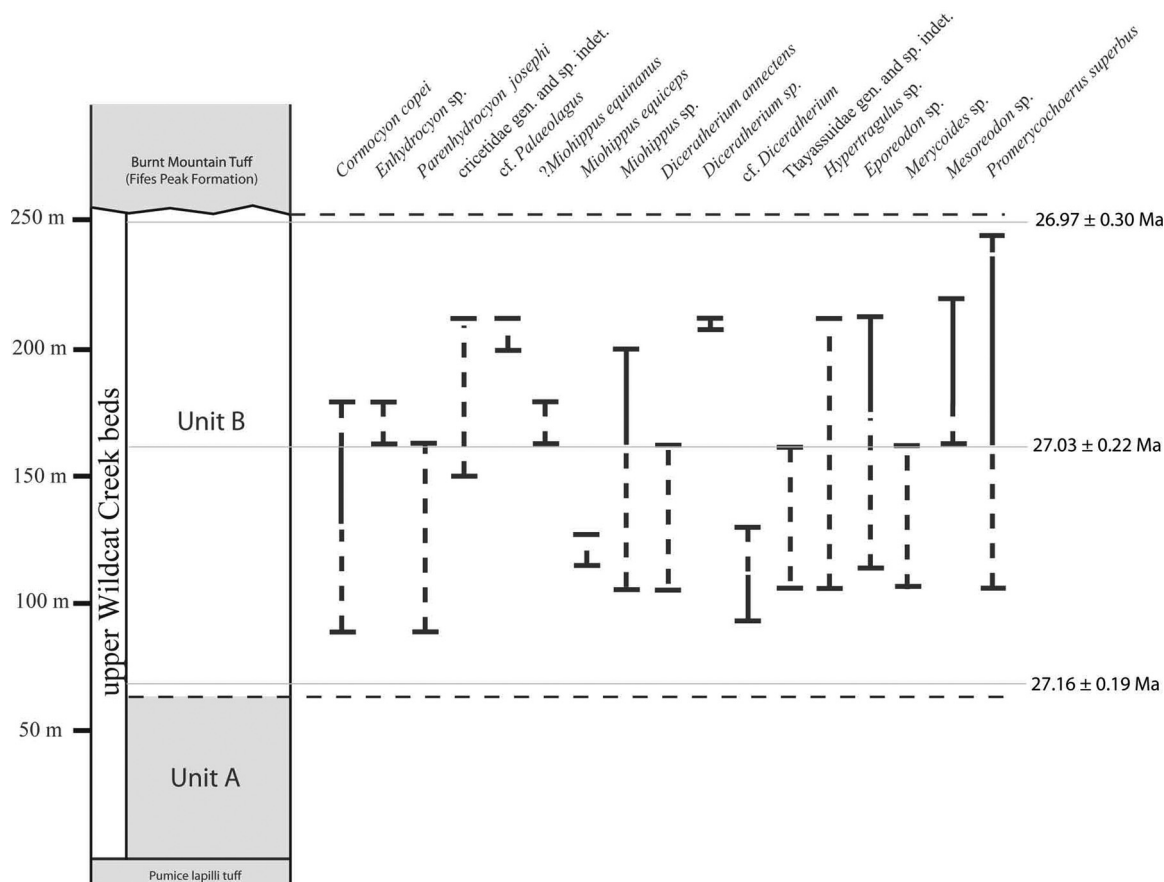 Cormocyon copei
Enhydrocyon sp.
Parenhydrocyon josephi
cricetidae gen. and sp. indet.
cf. Palaeolagus
?Miohippus equinanus
Miohippus equiceps
Miohippus sp.
Diceratherium annectens
Diceratherium sp.
cf. Diceratherium
Ttayassuidae gen. and sp. indet.
Hypertragulus sp.
Eporeodon sp.
Merycoides sp.
Mesoreodon sp.
Promerycochoerus superbus
Burnt Mountain Tuff
(Fifes Peak Formation)
250 m
26.97 ± 0.30 Ma
200 m
Unit B
27.03 ± 0.22 Ma
150 m
upper Wildcat Creek beds
100 m
27.16 ± 0.19 Ma
50 m
Unit A
Pumice lapilli tuff